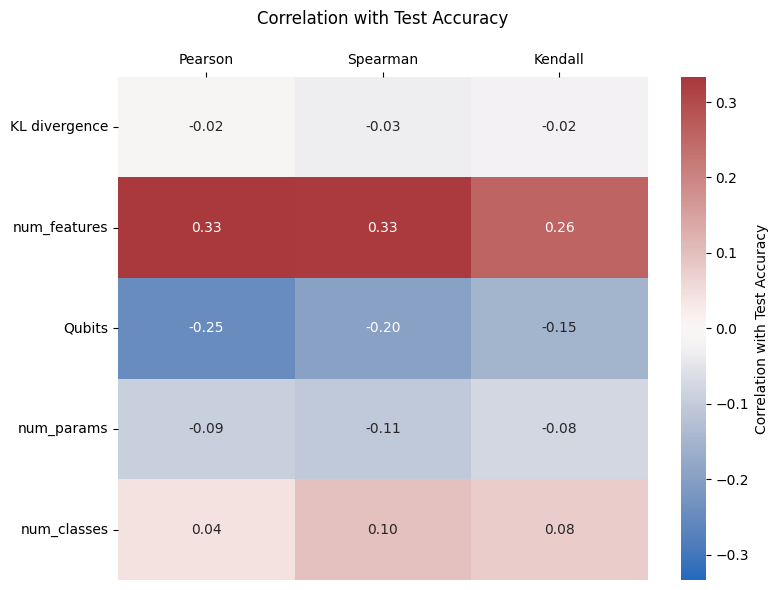 Correlation with Test Accuracy
Pearson Spearman Kendall
KL divergence -0.02 -0.03 -0.02
num_features 0.33 0.33 0.26
Qubits -0.25 -0.20 -0.15
num_params -0.09 -0.11 -0.08
num_classes 0.04 0.10 0.08
0.3
0.2
0.1
0.0
−0.1
−0.2
−0.3
Correlation with Test Accuracy